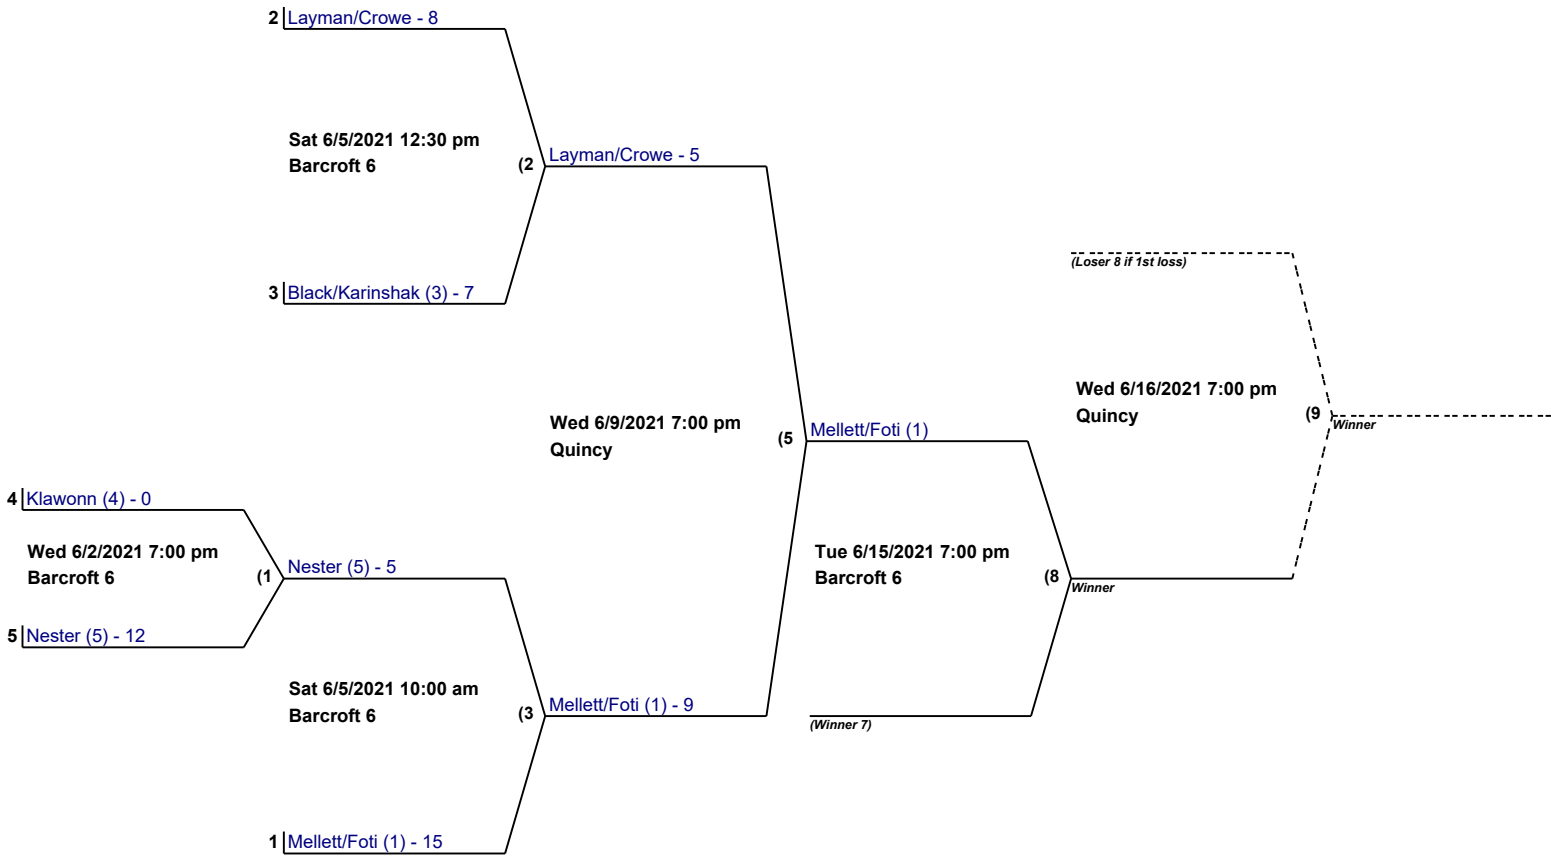 2 Layman/Crowe - 8
Sat 6/5/2021 12:30 pm
Barcroft 6
(2
Layman/Crowe - 5
3 Black/Karinshak (3) - 7
(Loser 8 if 1st loss)
Wed 6/16/2021 7:00 pm
Quincy
(9
Winner
Wed 6/9/2021 7:00 pm
Quincy
(5
Mellett/Foti (1)
4 Klawonn (4) - 0
Wed 6/2/2021 7:00 pm
Barcroft 6
(1
Nester (5) - 5
5 Nester (5) - 12
Tue 6/15/2021 7:00 pm
Barcroft 6
(8
Winner
Sat 6/5/2021 10:00 am
Barcroft 6
(3
Mellett/Foti (1) - 9
(Winner 7)
1 Mellett/Foti (1) - 15